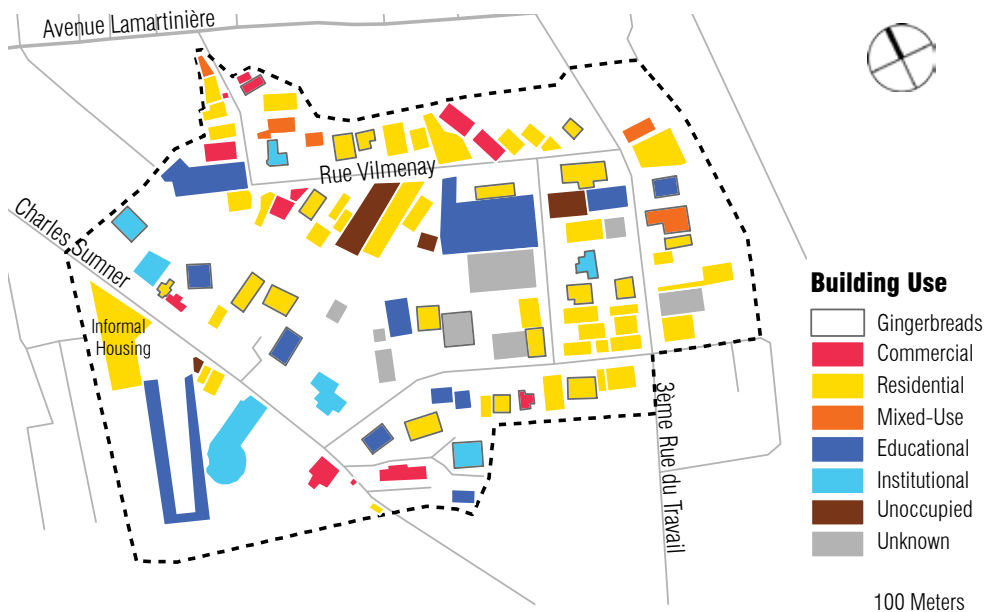 Avenue Lamartinière
Rue Vilmenay
Charles Sumner
Informal
Housing
3ème Rue du Travail
Building Use
Gingerbreads
Commercial
Residential
Mixed-Use
Educational
Institutional
Unoccupied
Unknown
100 Meters